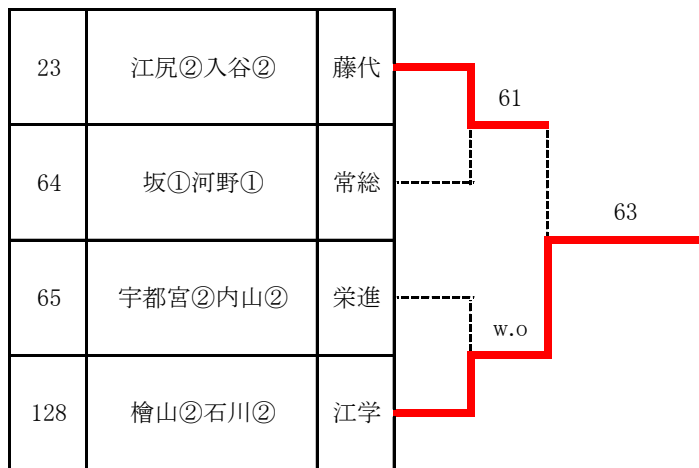 23 江尻②入谷② 藤代
61
64 坂①河野① 常総
63
65 宇都宮②内山② 栄進
w.o
128 檜山②石川② 江学